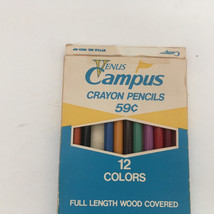 VENUS
Campus
CRAYON PENCILS
59¢
12
COLORS
FULL LENGTH WOOD COVERED